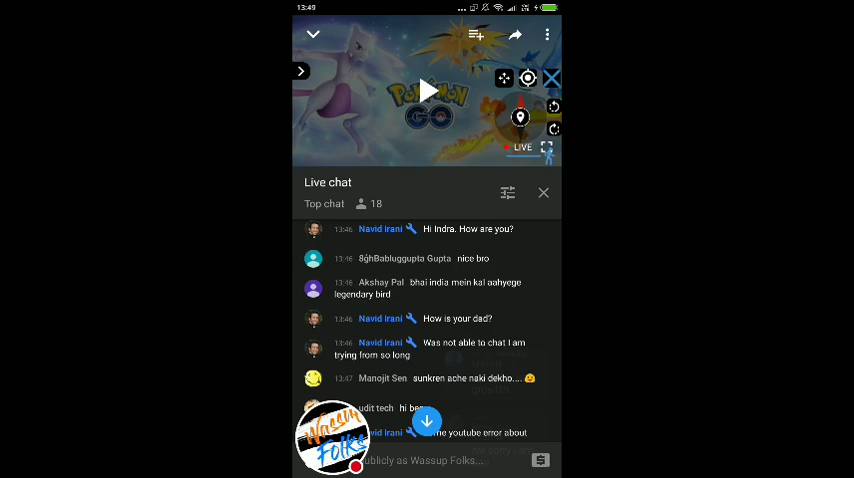 13:49
POKÉMON
GO
LIVE
Live chat
Top chat 18
13:46 Navid Irani Hi Indra. How are you?
13:46 8ģhBabluggupta Gupta nice bro
13:46 Akshay Pal bhai india mein kal aahyege
legendary bird
13:46 Navid Irani How is your dad?
13:46 Navid Irani Was not able to chat I am
trying from so long
13:47 Manojit Sen sunkren ache naki dekho....
udit tech hi
Irani youtube error about
Wassup
Folks
as Wassup Folks...